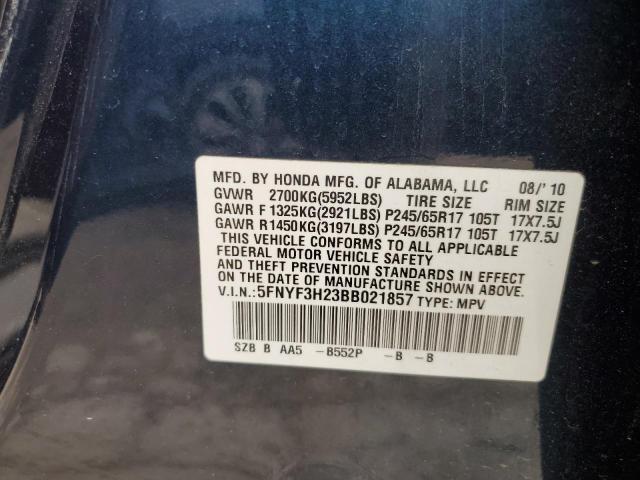 MFD. BY HONDA MFG. OF ALABAMA, LLC 08/'10
GVWR 2700KG(5952LBS) TIRE SIZE RIM SIZE
GAWR F 1325KG(2921LBS) P245/65R17 105T 17X7.5J
GAWR R1450KG(3197LBS) P245/65R17 105T 17X7.5J
THIS VEHICLE CONFORMS TO ALL APPLICABLE
FEDERAL MOTOR VEHICLE SAFETY
AND THEFT PREVENTION STANDARDS IN EFFECT
ON THE DATE OF MANUFACTURE SHOWN ABOVE.
V.I.N.:5FNYF3H23BB021857 TYPE: MPV
SZB B AA5 -B552P -B -B